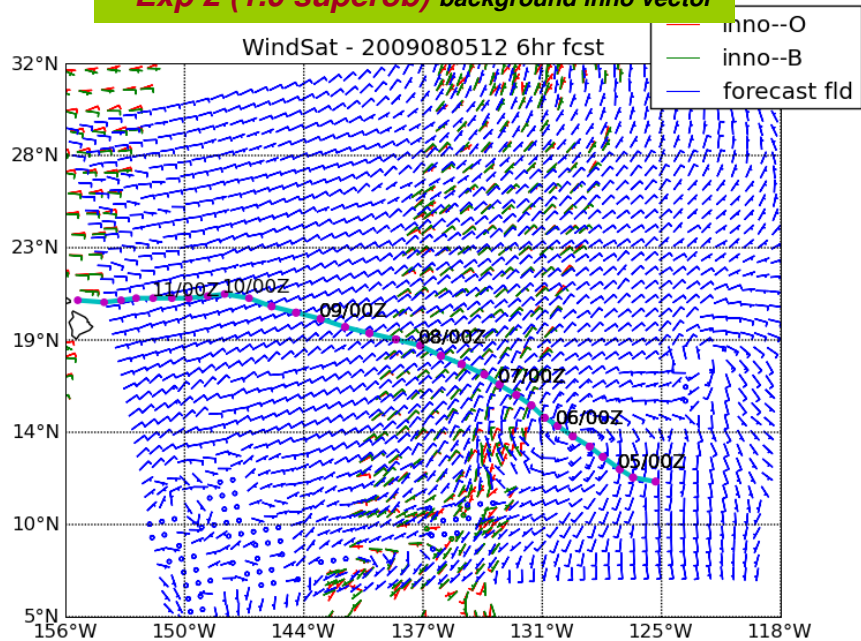 Exp 2 (1.0 superob) background inno vector
WindSat - 2009080512 6hr fcst
inno--O
inno--B
forecast fld
32°N
28°N
23°N
19°N
14°N
10°N
5°N
11/00Z
10/00Z
09/00Z
08/00Z
07/00Z
06/00Z
05/00Z
156°W
150°W
144°W
137°W
131°W
125°W
118°W